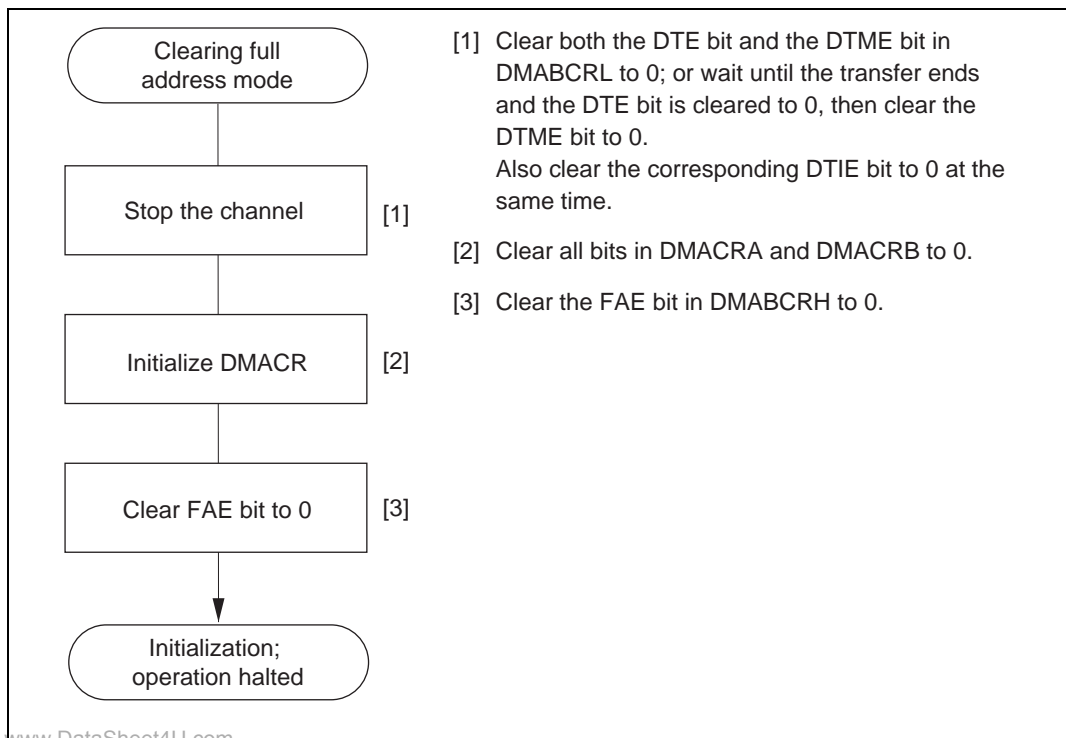 Clearing full
address mode
Stop the channel
[1]
Initialize DMACR
[2]
Clear FAE bit to 0
[3]
Initialization;
operation halted
[1] Clear both the DTE bit and the DTME bit in
DMABCRL to 0; or wait until the transfer ends
and the DTE bit is cleared to 0, then clear the
DTME bit to 0.
Also clear the corresponding DTIE bit to 0 at the
same time.
[2] Clear all bits in DMACRA and DMACRB to 0.
[3] Clear the FAE bit in DMABCRH to 0.
www.DataSheet4U.com